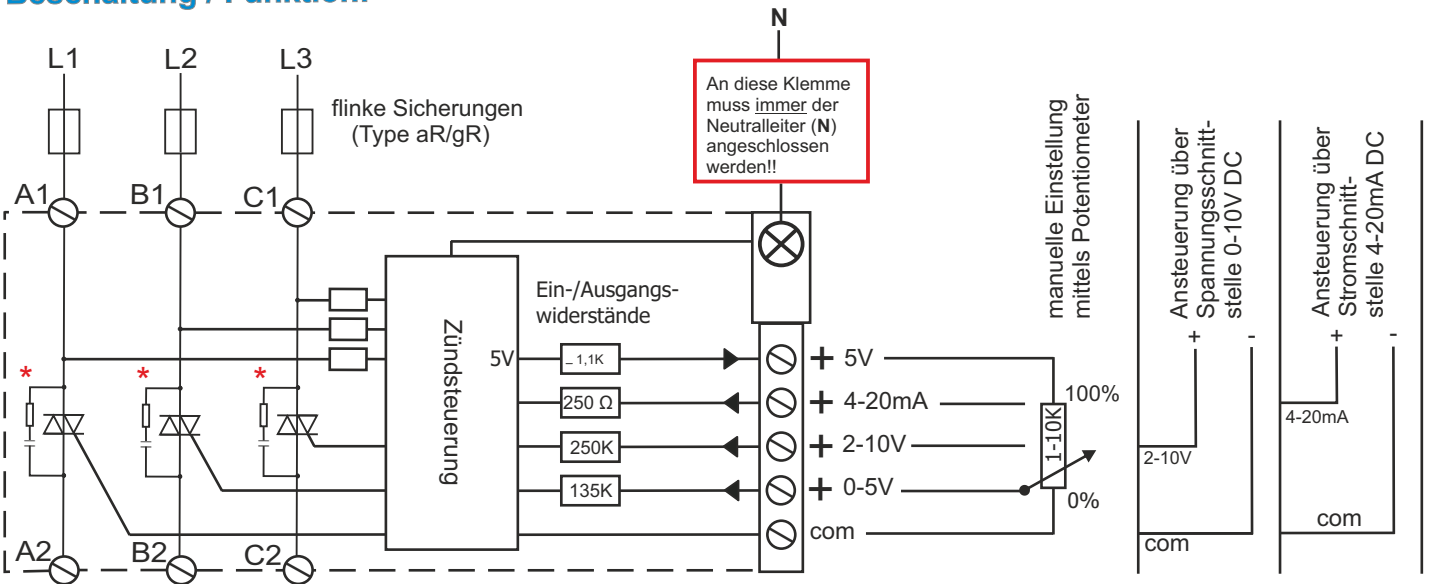 Beschaltung / Funktion:
N
L1
L2
L3
flinke Sicherungen
(Type aR/gR)
An diese Klemme
muss immer der
Neutralleiter (N)
angeschlossen
werden!!
A1
B1
C1
Ein-/Ausgangs-
widerstände
Zündsteuerung
5V
1,1K
250 Ω
250K
135K
+ 5V
+ 4-20mA
+ 2-10V
+ 0-5V
com
100%
1-10K
0%
manuelle Einstellung
mittels Potentiometer
Ansteuerung über
Spannungsschnitt-
stelle 0-10V DC
+ -
2-10V
com
Ansteuerung über
Stromschnitt-
stelle 4-20mA DC
+ -
4-20mA
com
*
*
*
A2
B2
C2